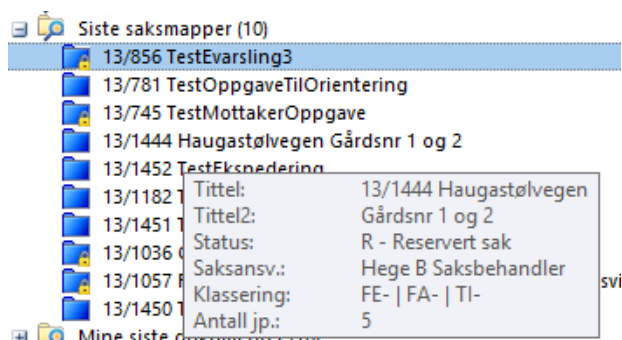 Siste saksmapper (10)
13/856 TestEvarsling3
13/781 TestOppgaveTilOrientering
13/745 TestMottakerOppgave
13/1444 Haugastølvegen Gårdsnr 1 og 2
13/1452 TestEkspedering
13/1182
13/1451
13/1036
13/1057
13/1450
Tittel: 13/1444 Haugastølvegen
Tittel2: Gårdsnr 1 og 2
Status: R - Reservert sak
Saksansv.: Hege B Saksbehandler
Klassering: FE- | FA- | TI-
Antall jp.: 5
Mine siste